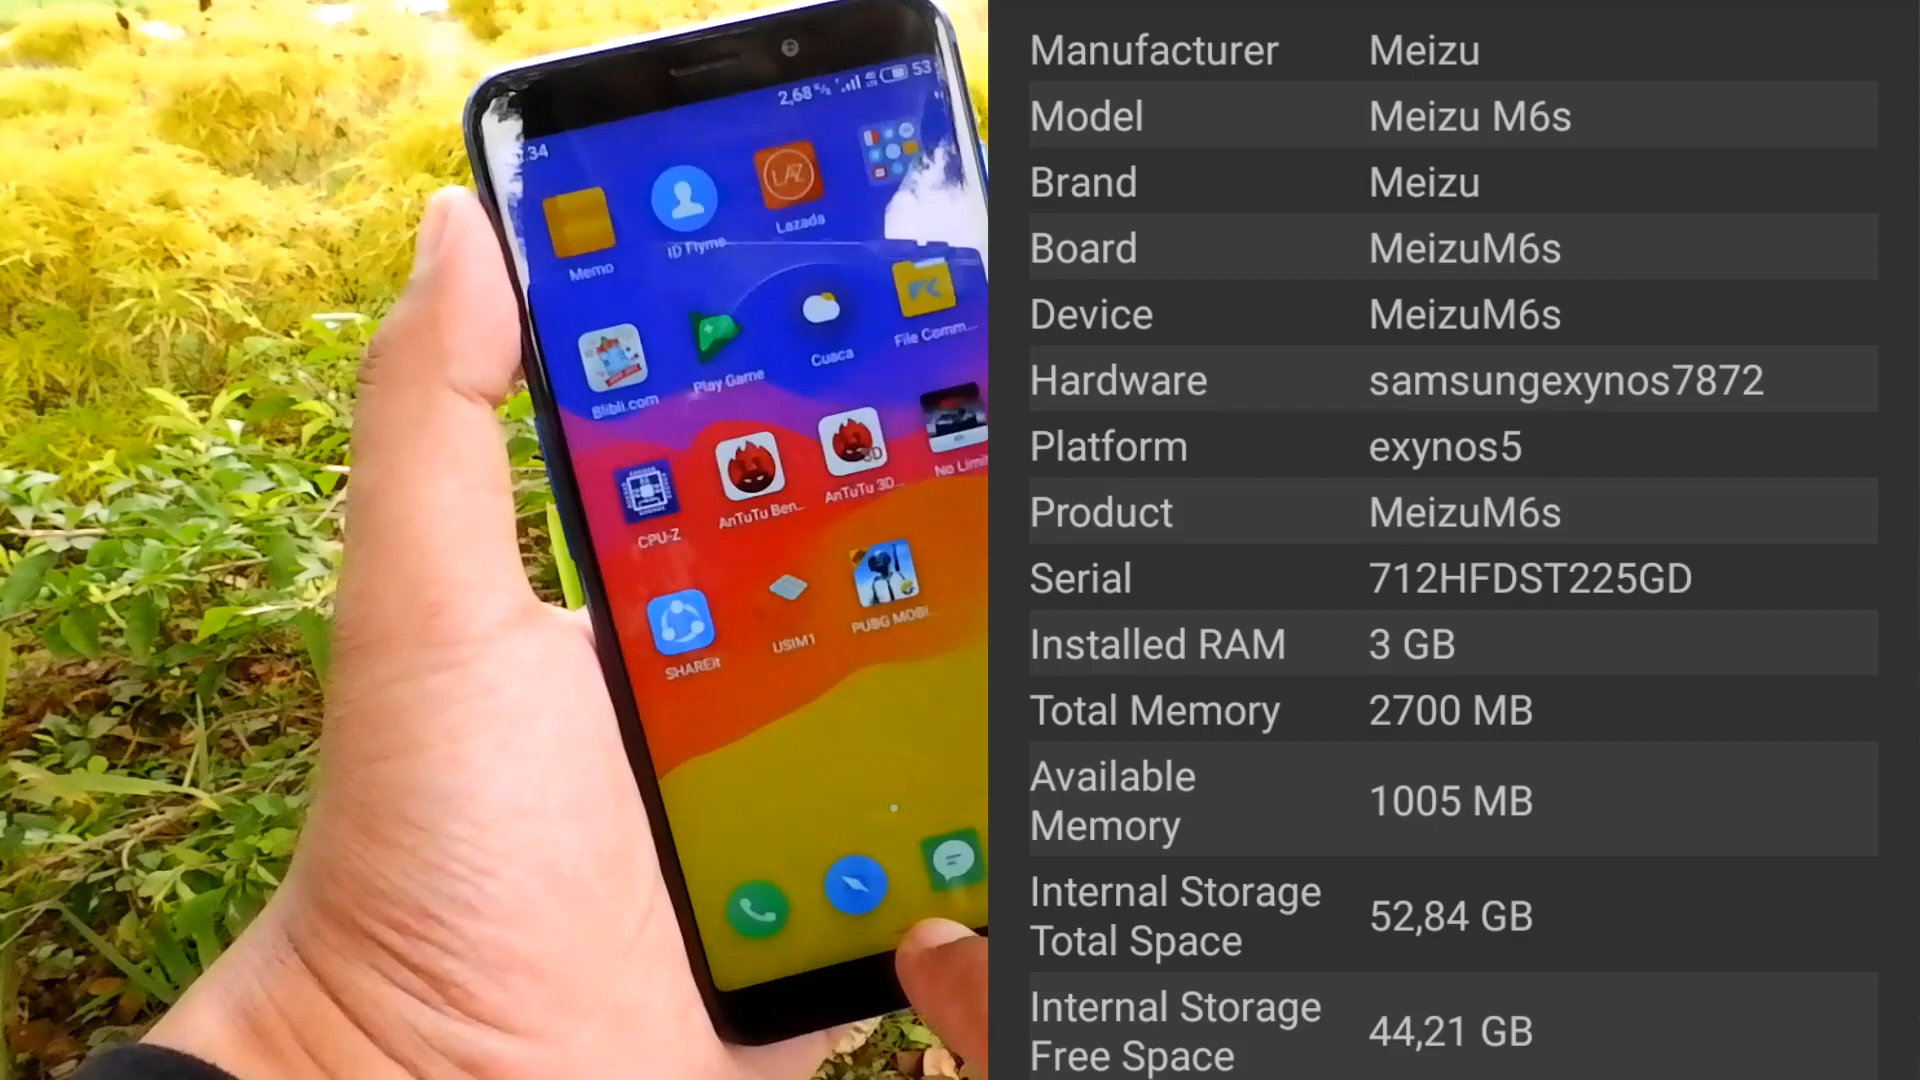 2,68 K/s 53
:34
Memo
ID Flyme
LAZ
Lazada
Blibli.com
Play Game
Cuaca
File Comm...
CPU-Z
AnTuTu Ben...
3D
AnTuTu 3D...
No Limi
SHAREit
USIM1
PUBG MOBI...
Manufacturer Meizu
Model Meizu M6s
Brand Meizu
Board MeizuM6s
Device MeizuM6s
Hardware samsungexynos7872
Platform exynos5
Product MeizuM6s
Serial 712HFDST225GD
Installed RAM 3 GB
Total Memory 2700 MB
Available
Memory
1005 MB
Internal Storage
Total Space
52,84 GB
Internal Storage
Free Space
44,21 GB